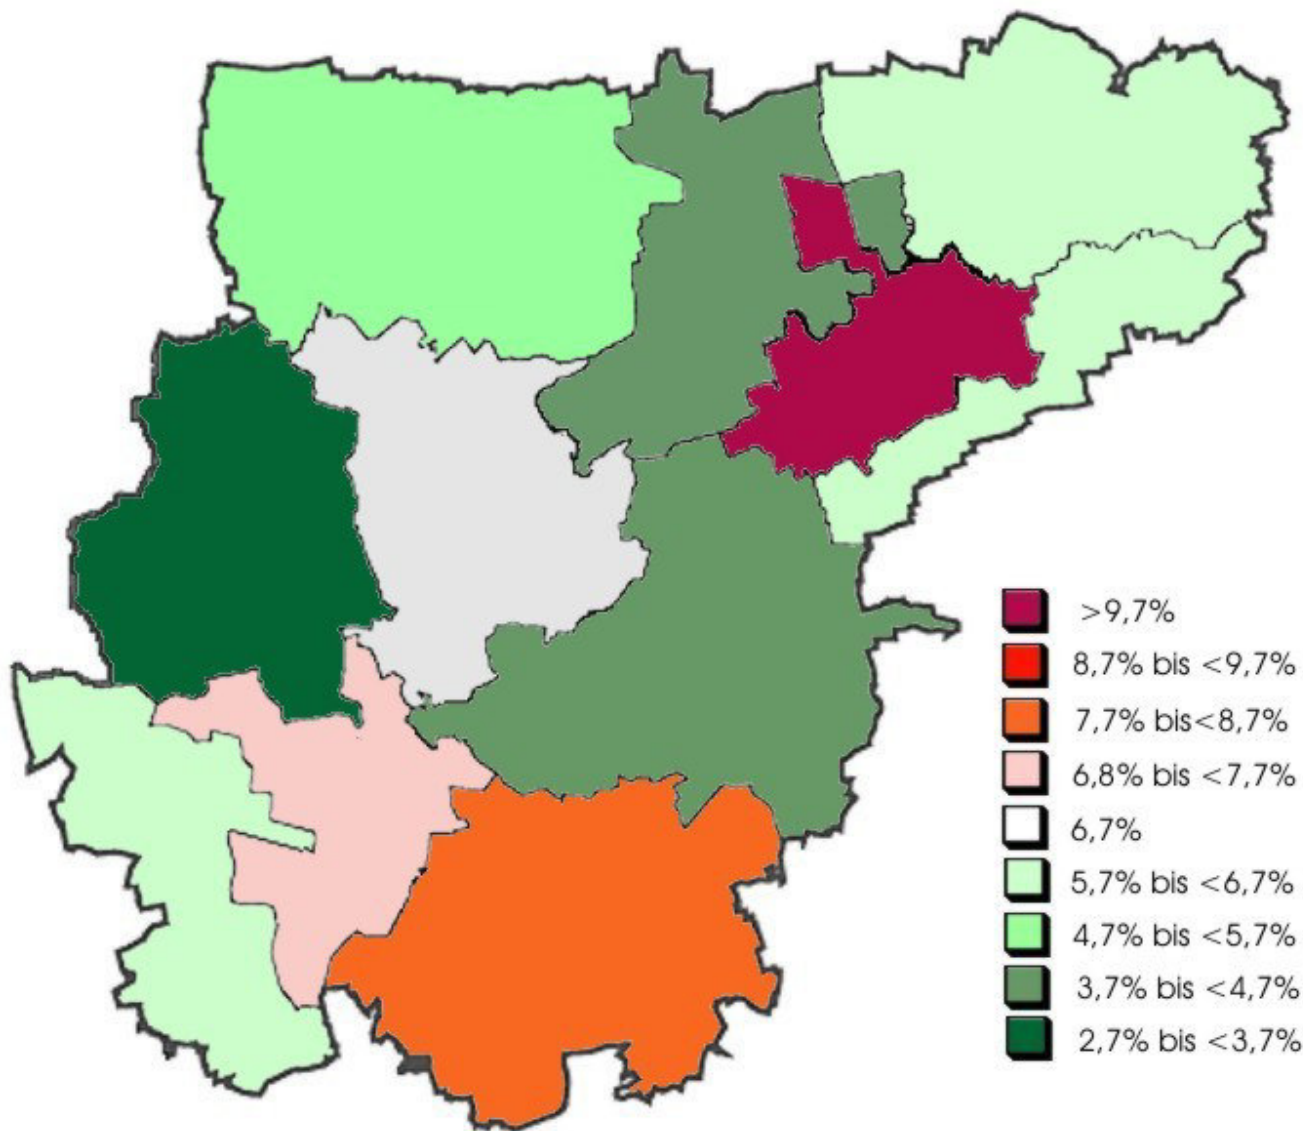 >9,7%
8,7% bis <9,7%
7,7% bis<8,7%
6,8% bis <7,7%
6,7%
5,7% bis <6,7%
4,7% bis <5,7%
3,7% bis <4,7%
2,7% bis <3,7%